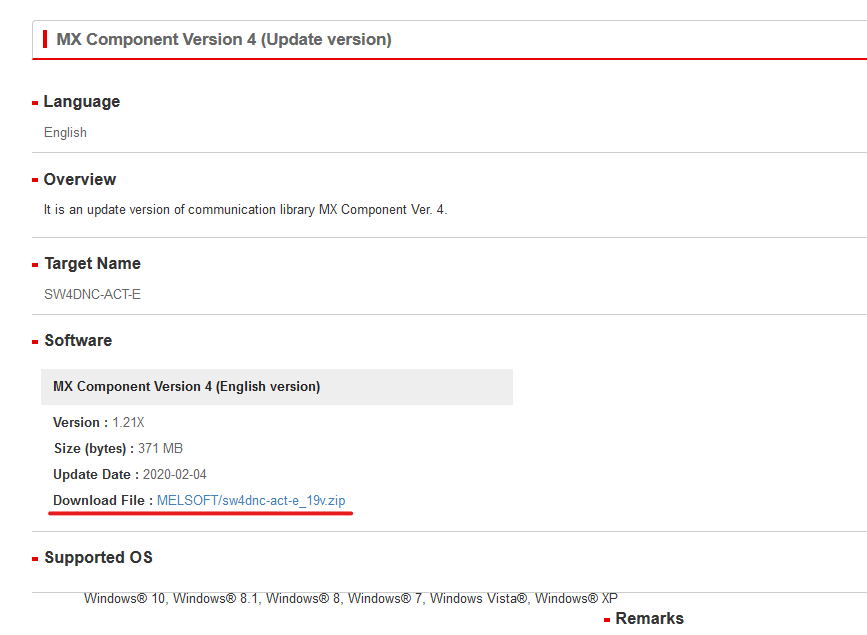 MX Component Version 4 (Update version)
Language
English
Overview
It is an update version of communication library MX Component Ver. 4.
Target Name
SW4DNC-ACT-E
Software
MX Component Version 4 (English version)
Version : 1.21X
Size (bytes) : 371 MB
Update Date : 2020-02-04
Download File : MELSOFT/sw4dnc-act-e_19v.zip
Supported OS
Windows® 10, Windows® 8.1, Windows® 8, Windows® 7, Windows Vista®, Windows® XP
Remarks